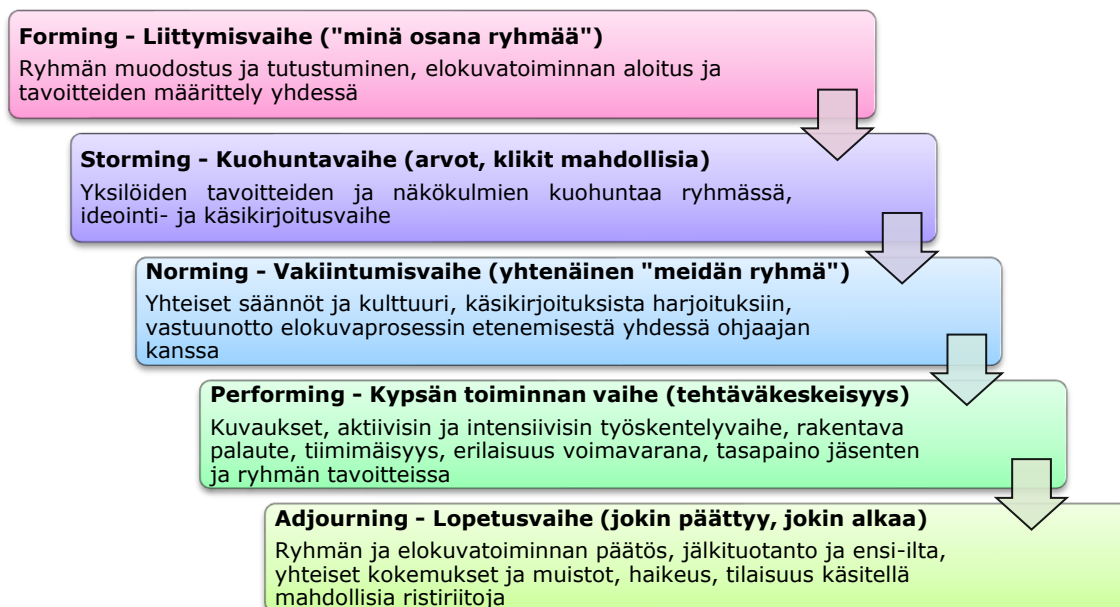 Forming - Liittymisvaihe ("minä osana ryhmää")
Ryhmän muodostus ja tutustuminen, elokuvatoiminnan aloitus ja
tavoitteiden määrittely yhdessä
Storming - Kuohuntavaihe (arvot, klikit mahdollisia)
Yksilöiden tavoitteiden ja näkökulmien kuohuntaa ryhmässä,
ideointi- ja käsikirjoitusvaihe
Norming - Vakiintumisvaihe (yhtenäinen "meidän ryhmä")
Yhteiset säännöt ja kulttuuri, käsikirjoituksista harjoituksiin,
vastuunotto elokuvaprosessin etenemisestä yhdessä ohjaajan
kanssa
Performing - Kypsän toiminnan vaihe (tehtäväkeskeisyys)
Kuvaukset, aktiivisin ja intensiivisin työskentelyvaihe, rakentava
palaute, tiimimäisyys, erilaisuus voimavarana, tasapaino jäsenten
ja ryhmän tavoitteissa
Adjourning - Lopetusvaihe (jokin päättyy, jokin alkaa)
Ryhmän ja elokuvatoiminnan päätös, jälkituotanto ja ensi-ilta,
yhteiset kokemukset ja muistot, haikeus, tilaisuus käsitellä
mahdollisia ristiriitoja